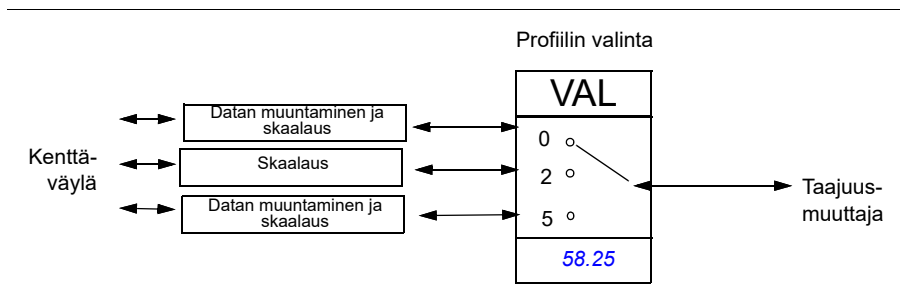 Profiilin valinta
VAL
Datan muuntaminen ja
skaalaus
0
Kenttä-
väylä
Skaalaus
2
Taajuus-
muuttaja
Datan muuntaminen ja
skaalaus
5
58.25